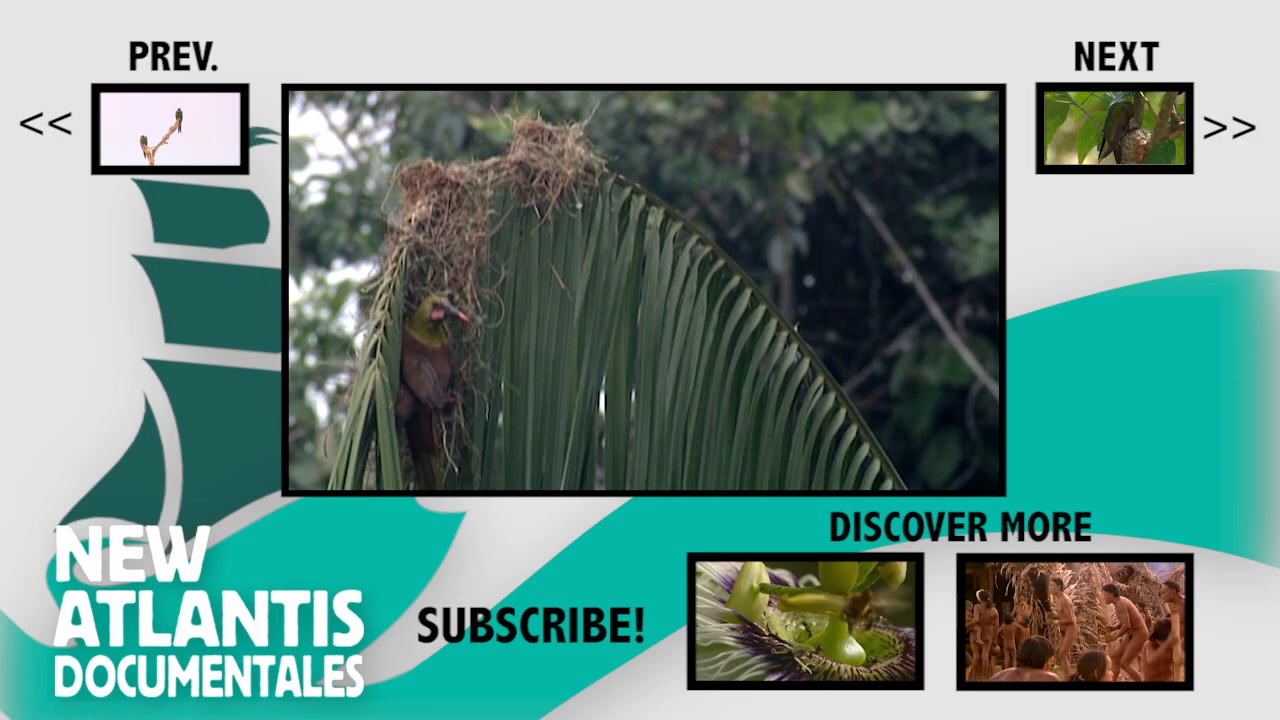 PREV.
NEXT
<<
>>
DISCOVER MORE
SUBSCRIBE!
NEW
ATLANTIS
DOCUMENTALES